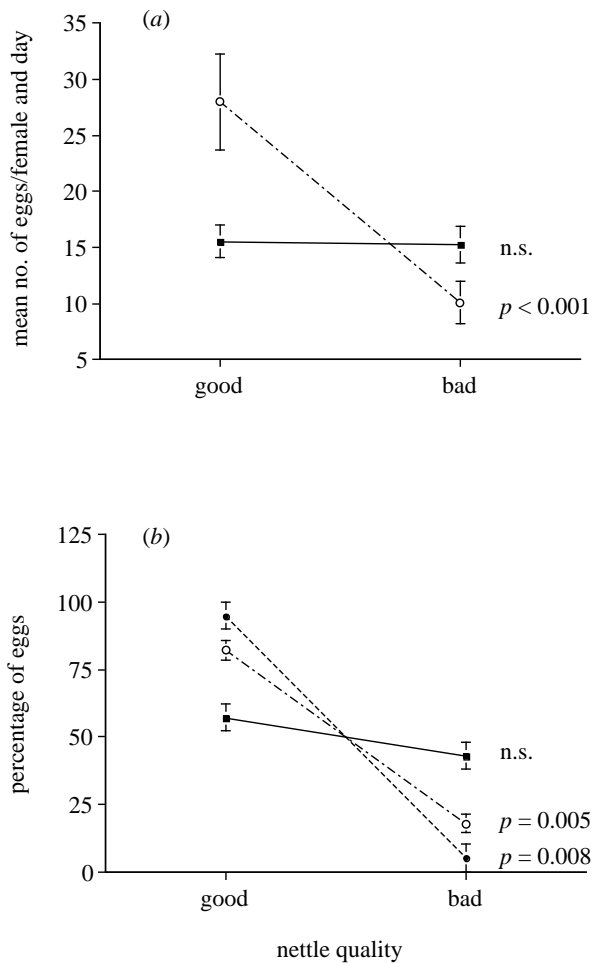 (a)
mean no. of eggs/female and day
35
30
25
20
15
10
5
n.s.
p < 0.001
good
bad
(b)
percentage of eggs
125
100
75
50
25
0
n.s.
p = 0.005
p = 0.008
good
bad
nettle quality